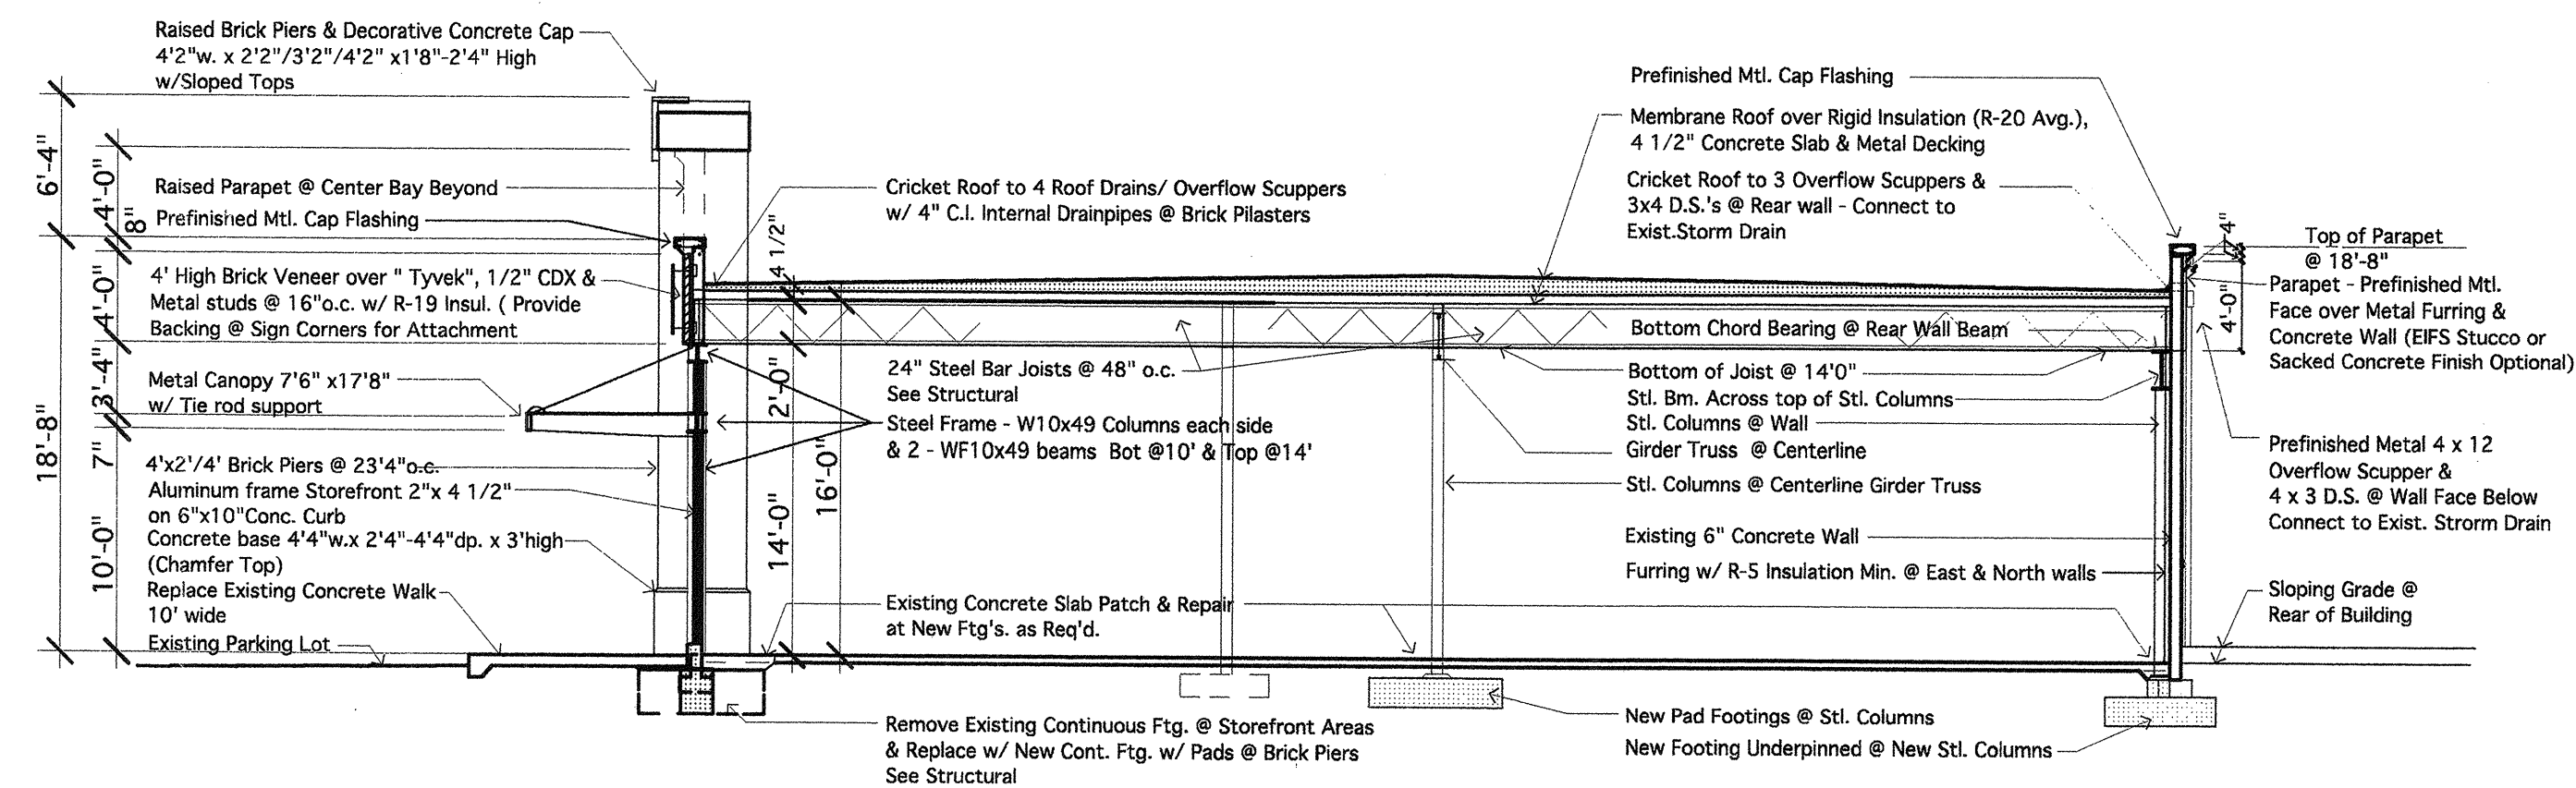 Raised Brick Piers & Decorative Concrete Cap
4'2"w. x 2'2"/3'2"/4'2" x1'8"-2'4" High
w/Sloped Tops
6'-4"
4'-0"
8"
Raised Parapet @ Center Bay Beyond
Prefinished Mtl. Cap Flashing
4'-0"
4' High Brick Veneer over " Tyvek", 1/2" CDX &
Metal studs @ 16"o.c. w/ R-19 Insul. ( Provide
Backing @ Sign Corners for Attachment
3'-4"
Metal Canopy 7'6" x17'8"
w/ Tie rod support
18'-8"
7"
4'x2'/4' Brick Piers @ 23'4"o.c.
Aluminum frame Storefront 2"x 4 1/2"
on 6"x10"Conc. Curb
10'-0"
Concrete base 4'4"w.x 2'4"-4'4"dp. x 3'high
(Chamfer Top)
Replace Existing Concrete Walk
10' wide
Existing Parking Lot
Cricket Roof to 4 Roof Drains/ Overflow Scuppers
w/ 4" C.I. Internal Drainpipes @ Brick Pilasters
4 1/2"
2'-0"
24" Steel Bar Joists @ 48" o.c.
See Structural
Steel Frame - W10x49 Columns each side
& 2 - WF10x49 beams Bot @10' & Top @14'
16'-0"
14'-0"
Existing Concrete Slab Patch & Repair
at New Ftg's. as Req'd.
Remove Existing Continuous Ftg. @ Storefront Areas
& Replace w/ New Cont. Ftg. w/ Pads @ Brick Piers
See Structural
Prefinished Mtl. Cap Flashing
Membrane Roof over Rigid Insulation (R-20 Avg.),
4 1/2" Concrete Slab & Metal Decking
Cricket Roof to 3 Overflow Scuppers &
3x4 D.S.'s @ Rear wall - Connect to
Exist.Storm Drain
Bottom Chord Bearing @ Rear Wall Beam
Bottom of Joist @ 14'0"
Stl. Bm. Across top of Stl. Columns
Stl. Columns @ Wall
Girder Truss @ Centerline
Stl. Columns @ Centerline Girder Truss
Existing 6" Concrete Wall
Furring w/ R-5 Insulation Min. @ East & North walls
New Pad Footings @ Stl. Columns
New Footing Underpinned @ New Stl. Columns
4'-0"
Top of Parapet
@ 18'-8"
Parapet - Prefinished Mtl.
Face over Metal Furring &
Concrete Wall (EIFS Stucco or
Sacked Concrete Finish Optional)
Prefinished Metal 4 x 12
Overflow Scupper &
4 x 3 D.S. @ Wall Face Below
Connect to Exist. Strorm Drain
Sloping Grade @
Rear of Building